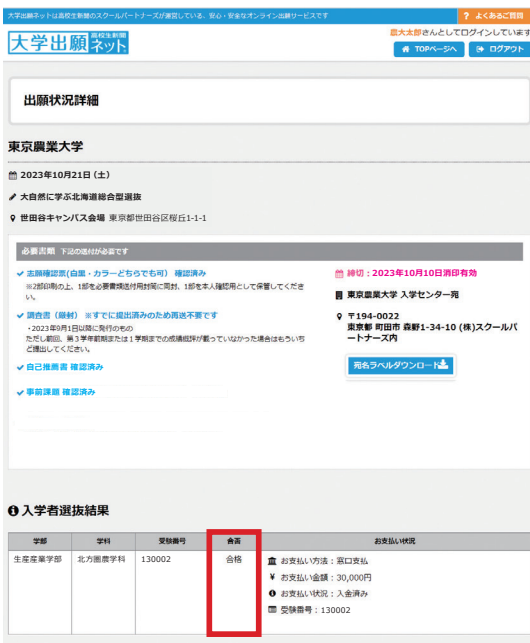 大学出願ネットは高校生新聞のスクールパートナーズが運営している、安心・安全なオンライン出願サービスです
? よくあるご質問
大学出願ネット 高校生新聞
農大太郎さんとしてログインしています
TOPページへ ログアウト
出願状況詳細
東京農業大学
2023年10月21日 (土)
大自然に学ぶ北海道総合型選抜
世田谷キャンパス会場 東京都世田谷区桜丘1-1-1
必要書類 下記の送付が必要です
志願確認票(白黒・カラーどちらでも可) 確認済み
※2部印刷の上、1部を必要書類送付用封筒に同封、1部を本人確認用として保管してください。
調査書 (厳封) ※すでに提出済みのため再送不要です
・2023年9月1日以降に発行のもの
ただし前回、第3学年前期または1学期までの成績総評が載っていなかった場合はもういちど提出してください。
自己推薦書 確認済み
事前課題 確認済み
締切:2023年10月10日消印有効
東京農業大学 入学センター宛
〒194-0022
東京都 町田市 森野1-34-10 (株)スクールパートナーズ内
宛名ラベルダウンロード
入学者選抜結果
学部 学科 受験番号 合否 お支払い状況
生産産業学部 北方圏農学科 130002 合格
お支払い方法:窓口支払
¥ お支払い金額:30,000円
お支払い状況:入金済み
受験番号:130002